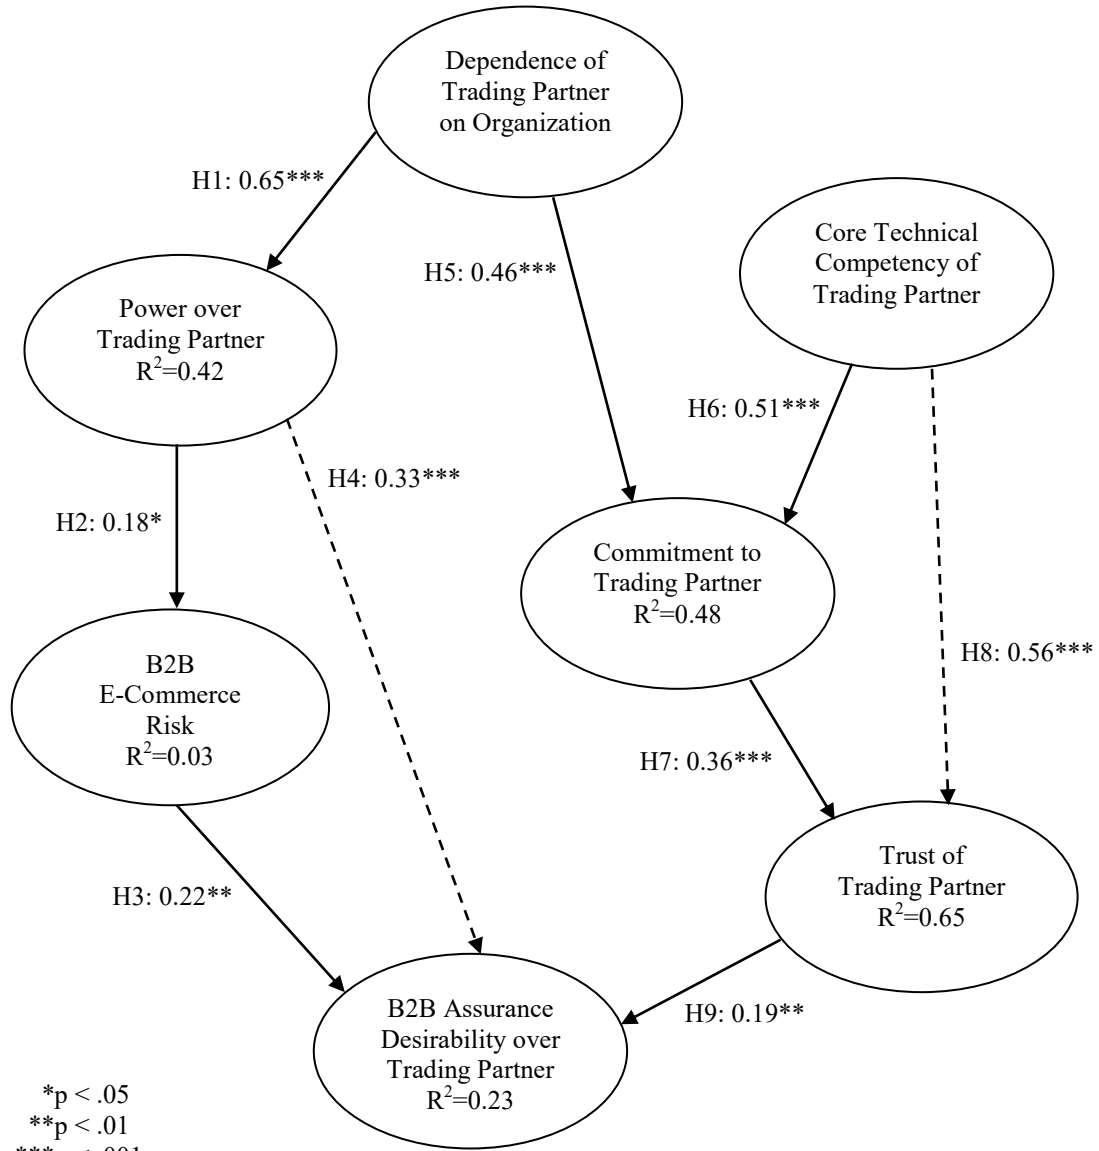 Dependence of
Trading Partner
on Organization
H1: 0.65***
Core Technical
Competency of
Trading Partner
H5: 0.46***
Power over
Trading Partner
R²=0.42
H6: 0.51***
H4: 0.33***
H2: 0.18*
Commitment to
Trading Partner
R²=0.48
B2B
E-Commerce
Risk
R²=0.03
H8: 0.56***
H7: 0.36***
Trust of
Trading Partner
R²=0.65
H3: 0.22**
B2B Assurance
Desirability over
Trading Partner
R²=0.23
H9: 0.19**
*p < .05
**p < .01